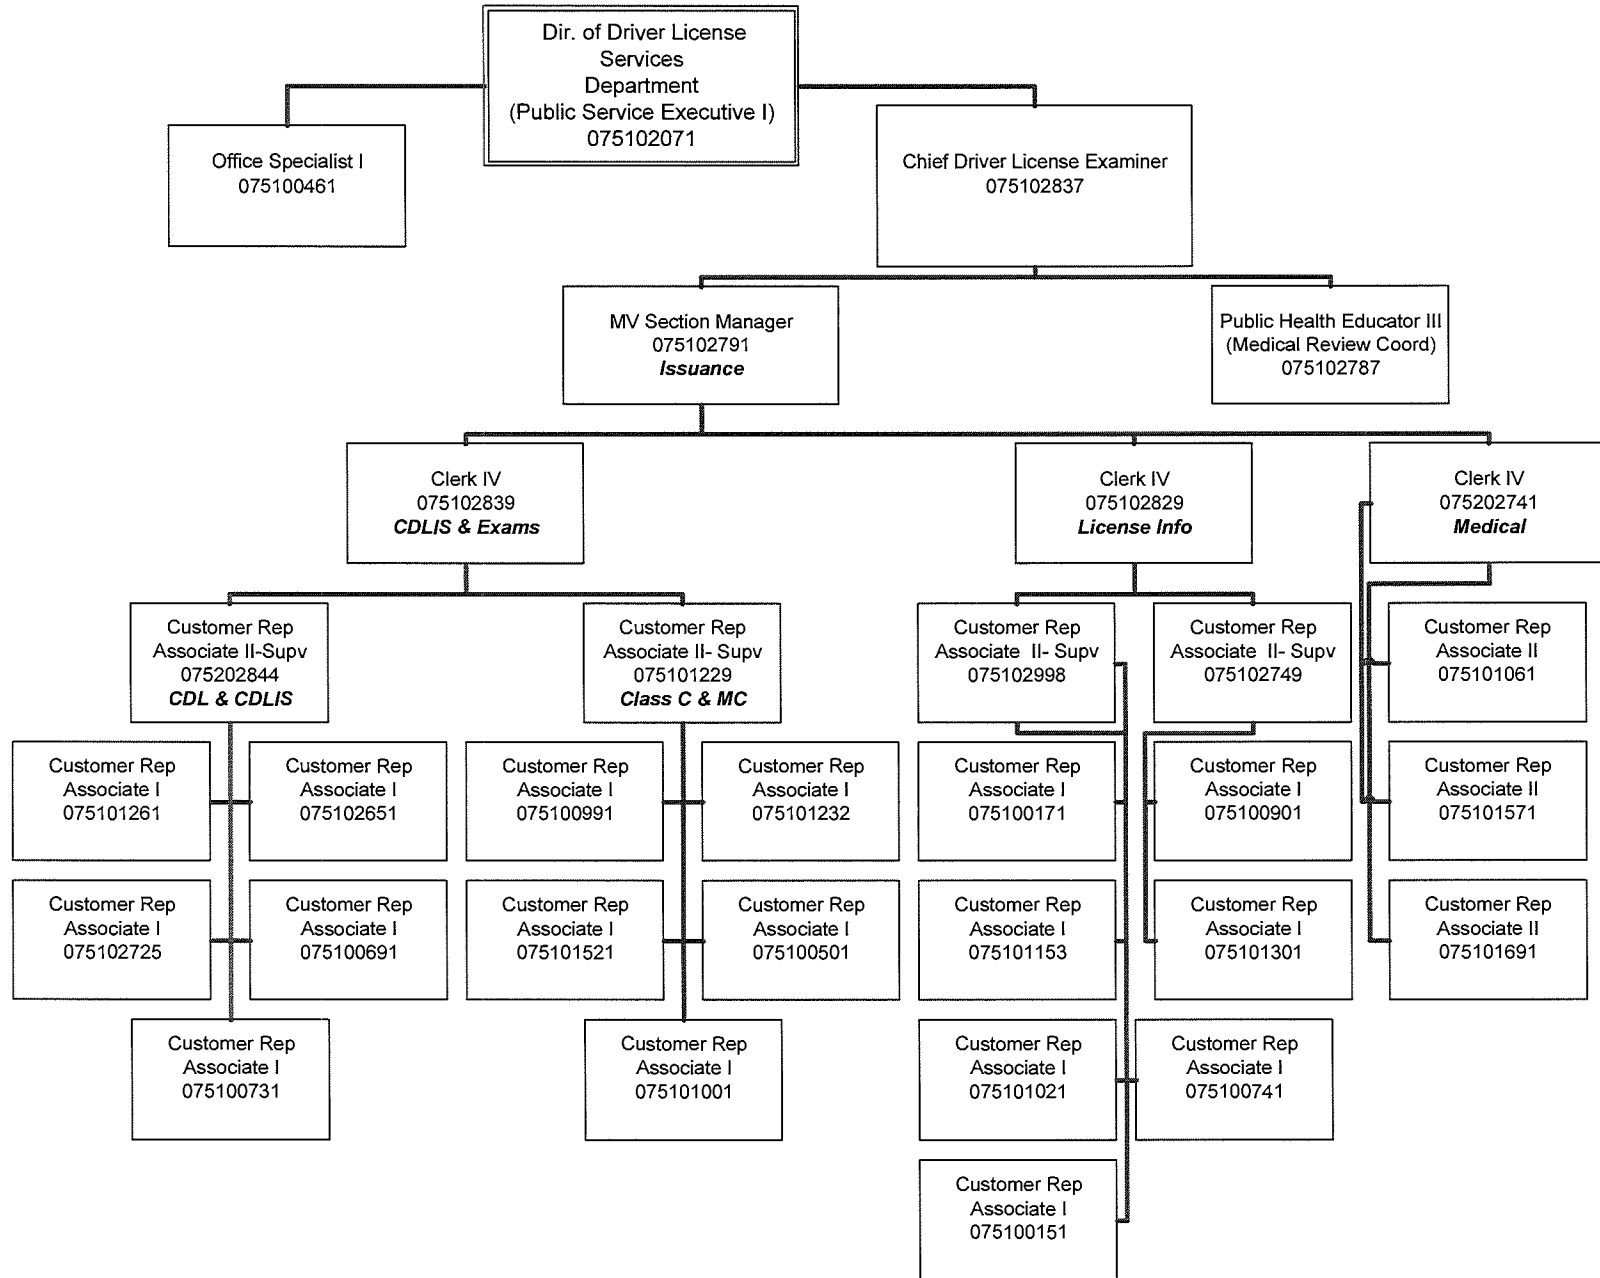 Dir. of Driver License
Services
Department
(Public Service Executive I)
075102071
Office Specialist I
075100461
Chief Driver License Examiner
075102837
MV Section Manager
075102791
Issuance
Public Health Educator III
(Medical Review Coord)
075102787
Clerk IV
075102839
CDLIS & Exams
Clerk IV
075102829
License Info
Clerk IV
075202741
Medical
Customer Rep
Associate II-Supv
075202844
CDL & CDLIS
Customer Rep
Associate II- Supv
075101229
Class C & MC
Customer Rep
Associate II- Supv
075102998
Customer Rep
Associate II- Supv
075102749
Customer Rep
Associate II
075101061
Customer Rep
Associate I
075101261
Customer Rep
Associate I
075102651
Customer Rep
Associate I
075100991
Customer Rep
Associate I
075101232
Customer Rep
Associate I
075100171
Customer Rep
Associate I
075100901
Customer Rep
Associate II
075101571
Customer Rep
Associate I
075102725
Customer Rep
Associate I
075100691
Customer Rep
Associate I
075101521
Customer Rep
Associate I
075100501
Customer Rep
Associate I
075101153
Customer Rep
Associate I
075101301
Customer Rep
Associate II
075101691
Customer Rep
Associate I
075100731
Customer Rep
Associate I
075101001
Customer Rep
Associate I
075101021
Customer Rep
Associate I
075100741
Customer Rep
Associate I
075100151